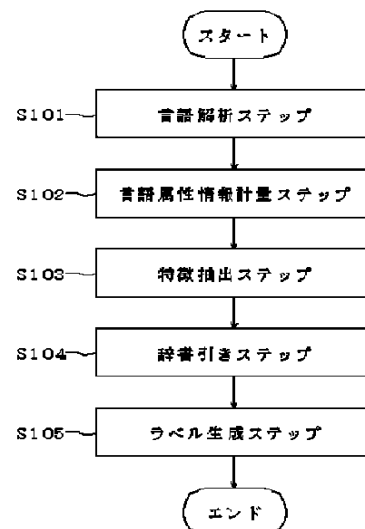 スタート
S101 言語解析ステップ
S102 言語属性情報計量ステップ
S103 特徴抽出ステップ
S104 辞書引きステップ
S105 ラベル生成ステップ
エンド